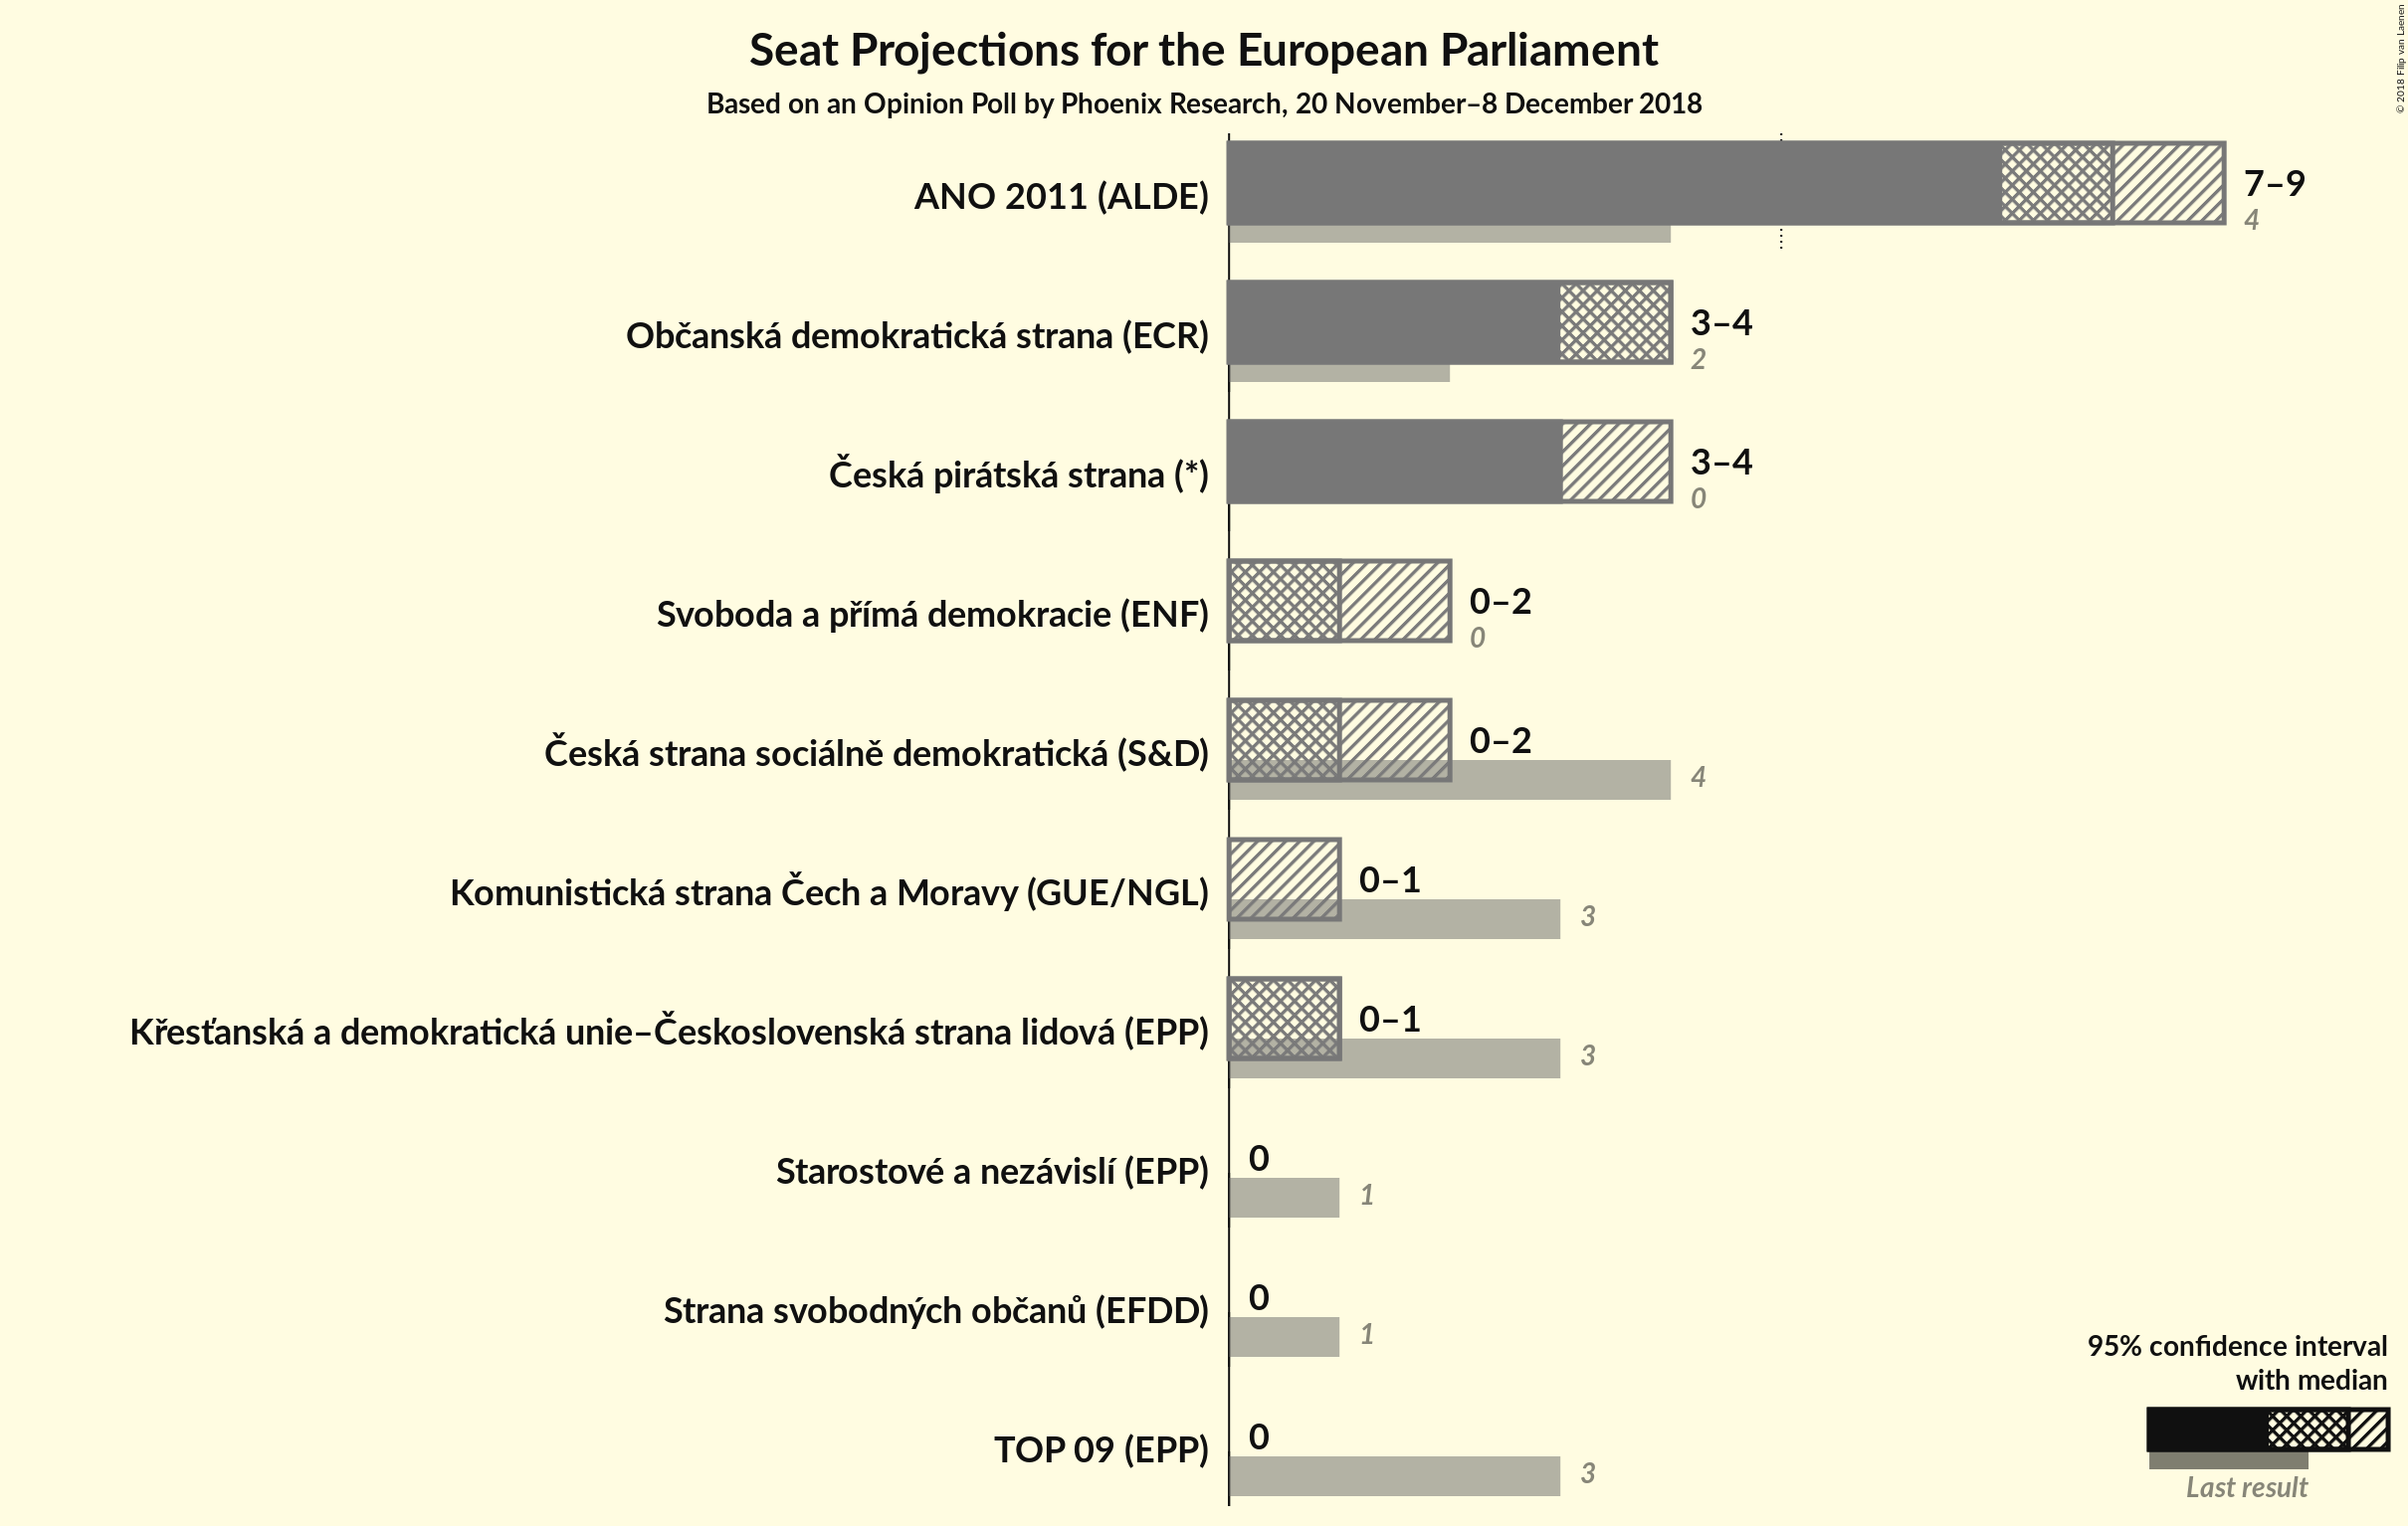 Seat Projections for the European Parliament
Based on an Opinion Poll by Phoenix Research, 20 November–8 December 2018
© 2018 Filip van Laenen
ANO 2011 (ALDE)
7–9
4
Občanská demokratická strana (ECR)
3–4
2
Česká pirátská strana (*)
3–4
0
Svoboda a přímá demokracie (ENF)
0–2
0
Česká strana sociálně demokratická (S&D)
0–2
4
Komunistická strana Čech a Moravy (GUE/NGL)
0–1
3
Křesťanská a demokratická unie–Československá strana lidová (EPP)
0–1
3
Starostové a nezávislí (EPP)
0
1
Strana svobodných občanů (EFDD)
0
1
TOP 09 (EPP)
0
3
95% confidence interval
with median
Last result